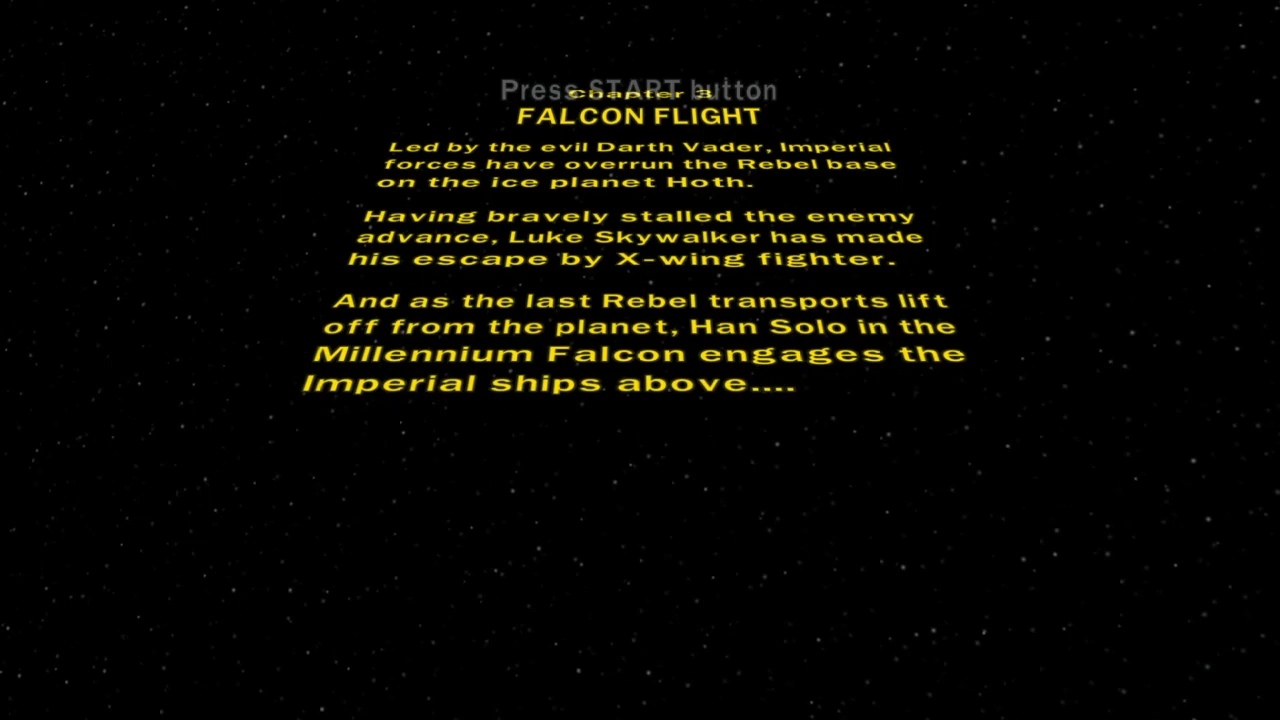 Press START button
Chapter 3
FALCON FLIGHT
Led by the evil Darth Vader, Imperial
forces have overrun the Rebel base
on the ice planet Hoth.
Having bravely stalled the enemy
advance, Luke Skywalker has made
his escape by X-wing fighter.
And as the last Rebel transports lift
off from the planet, Han Solo in the
Millennium Falcon engages the
Imperial ships above....